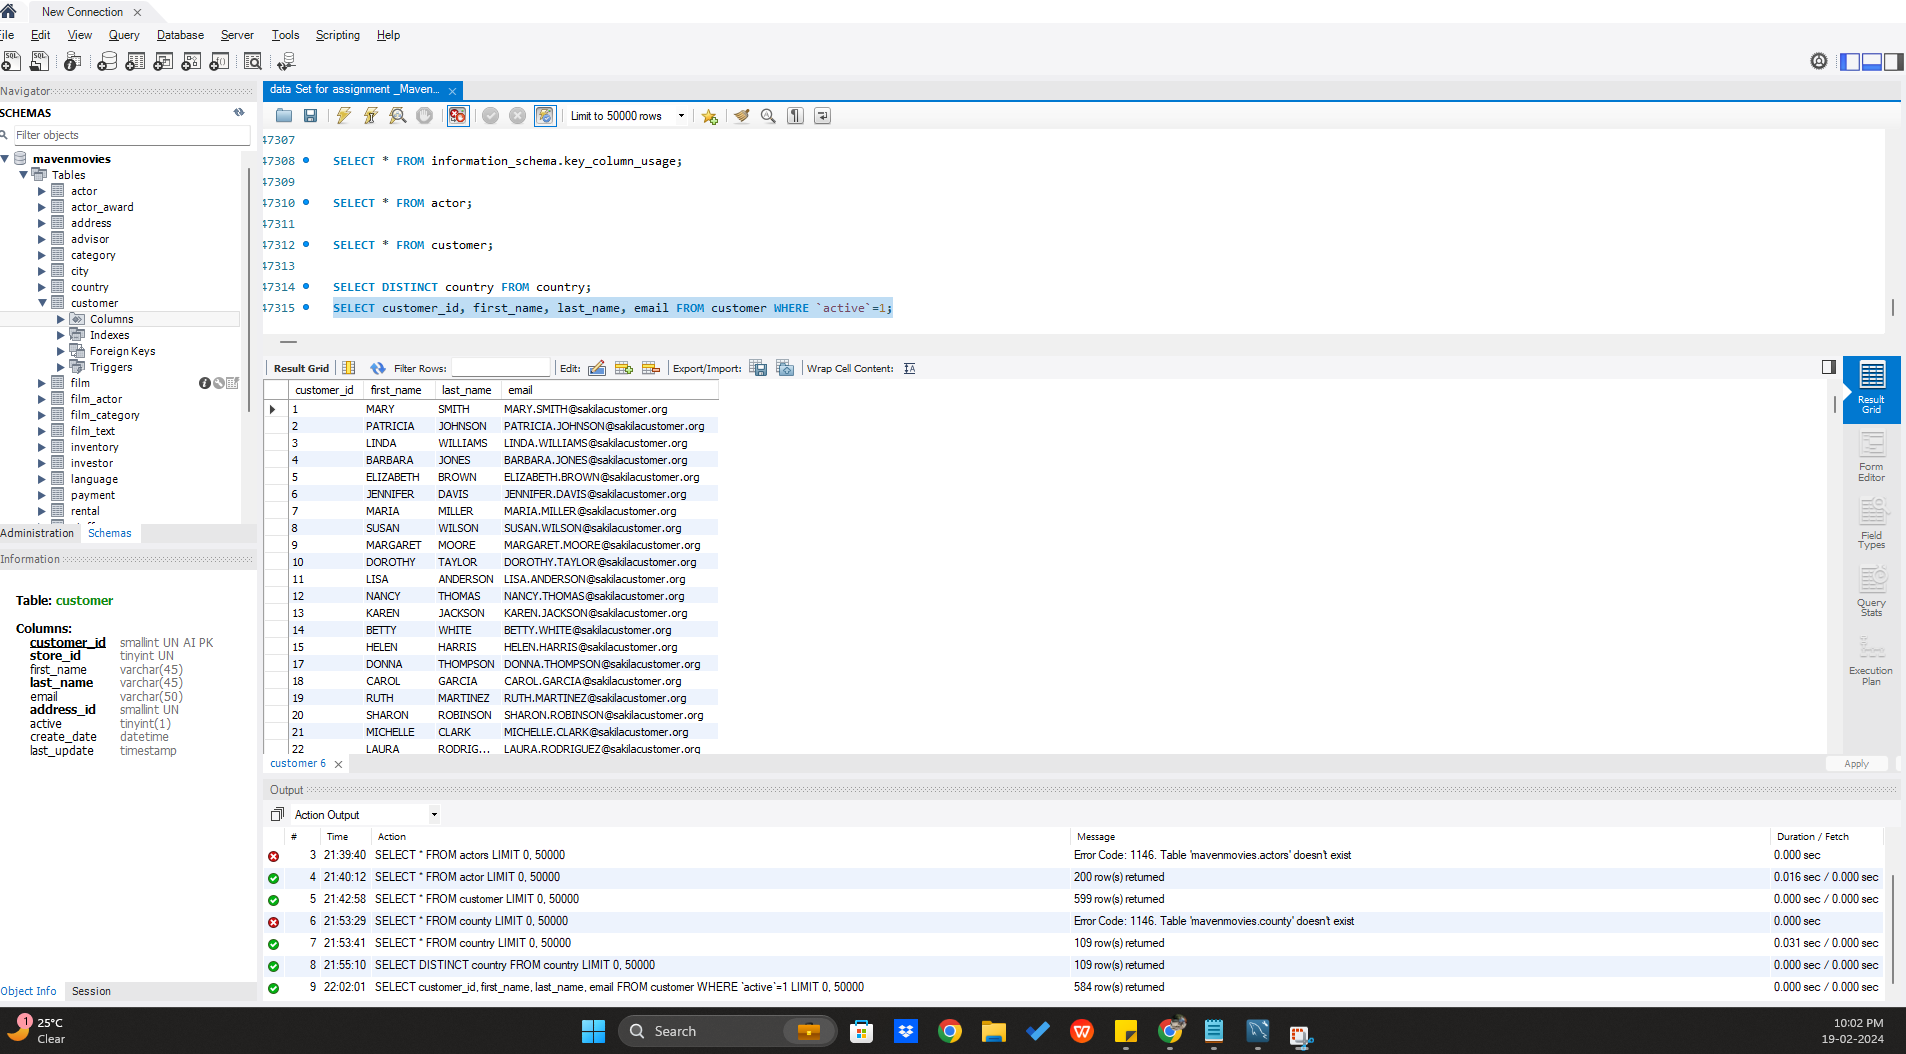 New Connection
ile Edit View Query Database Server Tools Scripting Help
Navigator
SCHEMAS
Filter objects
mavenmovies
Tables
actor
actor_award
address
advisor
category
city
country
customer
Columns
Indexes
Foreign Keys
Triggers
film
film_actor
film_category
film_text
inventory
investor
language
payment
rental
Administration Schemas
Information
Table: customer
Columns:
customer_id smallint UN AI PK
store_id tinyint UN
first_name varchar(45)
last_name varchar(45)
email varchar(50)
address_id smallint UN
active tinyint(1)
create_date datetime
last_update timestamp
Object Info Session
data Set for assignment _Maven...
Limit to 50000 rows
47307
47308 SELECT * FROM information_schema.key_column_usage;
47309
47310 SELECT * FROM actor;
47311
47312 SELECT * FROM customer;
47313
47314 SELECT DISTINCT country FROM country;
47315 SELECT customer_id, first_name, last_name, email FROM customer WHERE `active`=1;
Result Grid Filter Rows: Edit: Export/Import: Wrap Cell Content:
customer_id first_name last_name email
1 MARY SMITH MARY.SMITH@sakilacustomer.org
2 PATRICIA JOHNSON PATRICIA.JOHNSON@sakilacustomer.org
3 LINDA WILLIAMS LINDA.WILLIAMS@sakilacustomer.org
4 BARBARA JONES BARBARA.JONES@sakilacustomer.org
5 ELIZABETH BROWN ELIZABETH.BROWN@sakilacustomer.org
6 JENNIFER DAVIS JENNIFER.DAVIS@sakilacustomer.org
7 MARIA MILLER MARIA.MILLER@sakilacustomer.org
8 SUSAN WILSON SUSAN.WILSON@sakilacustomer.org
9 MARGARET MOORE MARGARET.MOORE@sakilacustomer.org
10 DOROTHY TAYLOR DOROTHY.TAYLOR@sakilacustomer.org
11 LISA ANDERSON LISA.ANDERSON@sakilacustomer.org
12 NANCY THOMAS NANCY.THOMAS@sakilacustomer.org
13 KAREN JACKSON KAREN.JACKSON@sakilacustomer.org
14 BETTY WHITE BETTY.WHITE@sakilacustomer.org
15 HELEN HARRIS HELEN.HARRIS@sakilacustomer.org
17 DONNA THOMPSON DONNA.THOMPSON@sakilacustomer.org
18 CAROL GARCIA CAROL.GARCIA@sakilacustomer.org
19 RUTH MARTINEZ RUTH.MARTINEZ@sakilacustomer.org
20 SHARON ROBINSON SHARON.ROBINSON@sakilacustomer.org
21 MICHELLE CLARK MICHELLE.CLARK@sakilacustomer.org
22 LAURA RODRIG... LAURA.RODRIGUEZ@sakilacustomer.org
Result
Grid
Form
Editor
Field
Types
Query
Stats
Execution
Plan
customer 6
Apply
Output
Action Output
# Time Action Message Duration / Fetch
3 21:39:40 SELECT * FROM actors LIMIT 0, 50000 Error Code: 1146. Table 'mavenmovies.actors' doesn't exist 0.000 sec
4 21:40:12 SELECT * FROM actor LIMIT 0, 50000 200 row(s) returned 0.016 sec / 0.000 sec
5 21:42:58 SELECT * FROM customer LIMIT 0, 50000 599 row(s) returned 0.000 sec / 0.000 sec
6 21:53:29 SELECT * FROM county LIMIT 0, 50000 Error Code: 1146. Table 'mavenmovies.county' doesn't exist 0.000 sec
7 21:53:41 SELECT * FROM country LIMIT 0, 50000 109 row(s) returned 0.031 sec / 0.000 sec
8 21:55:10 SELECT DISTINCT country FROM country LIMIT 0, 50000 109 row(s) returned 0.000 sec / 0.000 sec
9 22:02:01 SELECT customer_id, first_name, last_name, email FROM customer WHERE `active`=1 LIMIT 0, 50000 584 row(s) returned 0.000 sec / 0.000 sec
1
25°C
Clear
Search
10:02 PM
19-02-2024